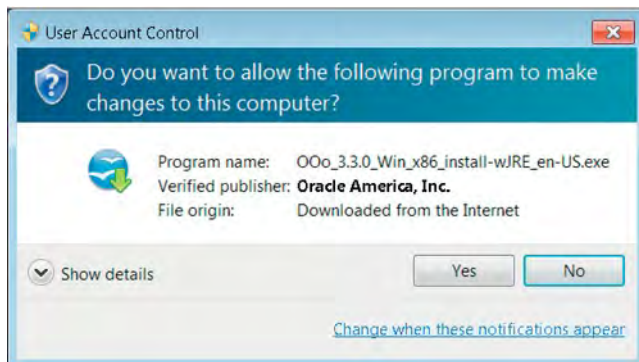 User Account Control
Do you want to allow the following program to make
changes to this computer?
Program name: OOo_3.3.0_Win_x86_install-wJRE_en-US.exe
Verified publisher: Oracle America, Inc.
File origin: Downloaded from the Internet
Show details
Yes No
Change when these notifications appear